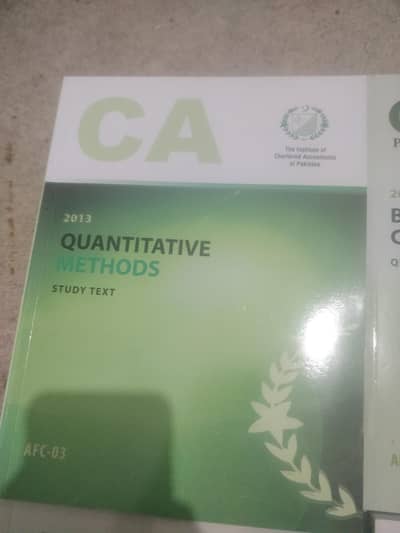 CA
The Institute of
Chartered Accountants
of Pakistan
2013
QUANTITATIVE
METHODS
STUDY TEXT
AFC-03